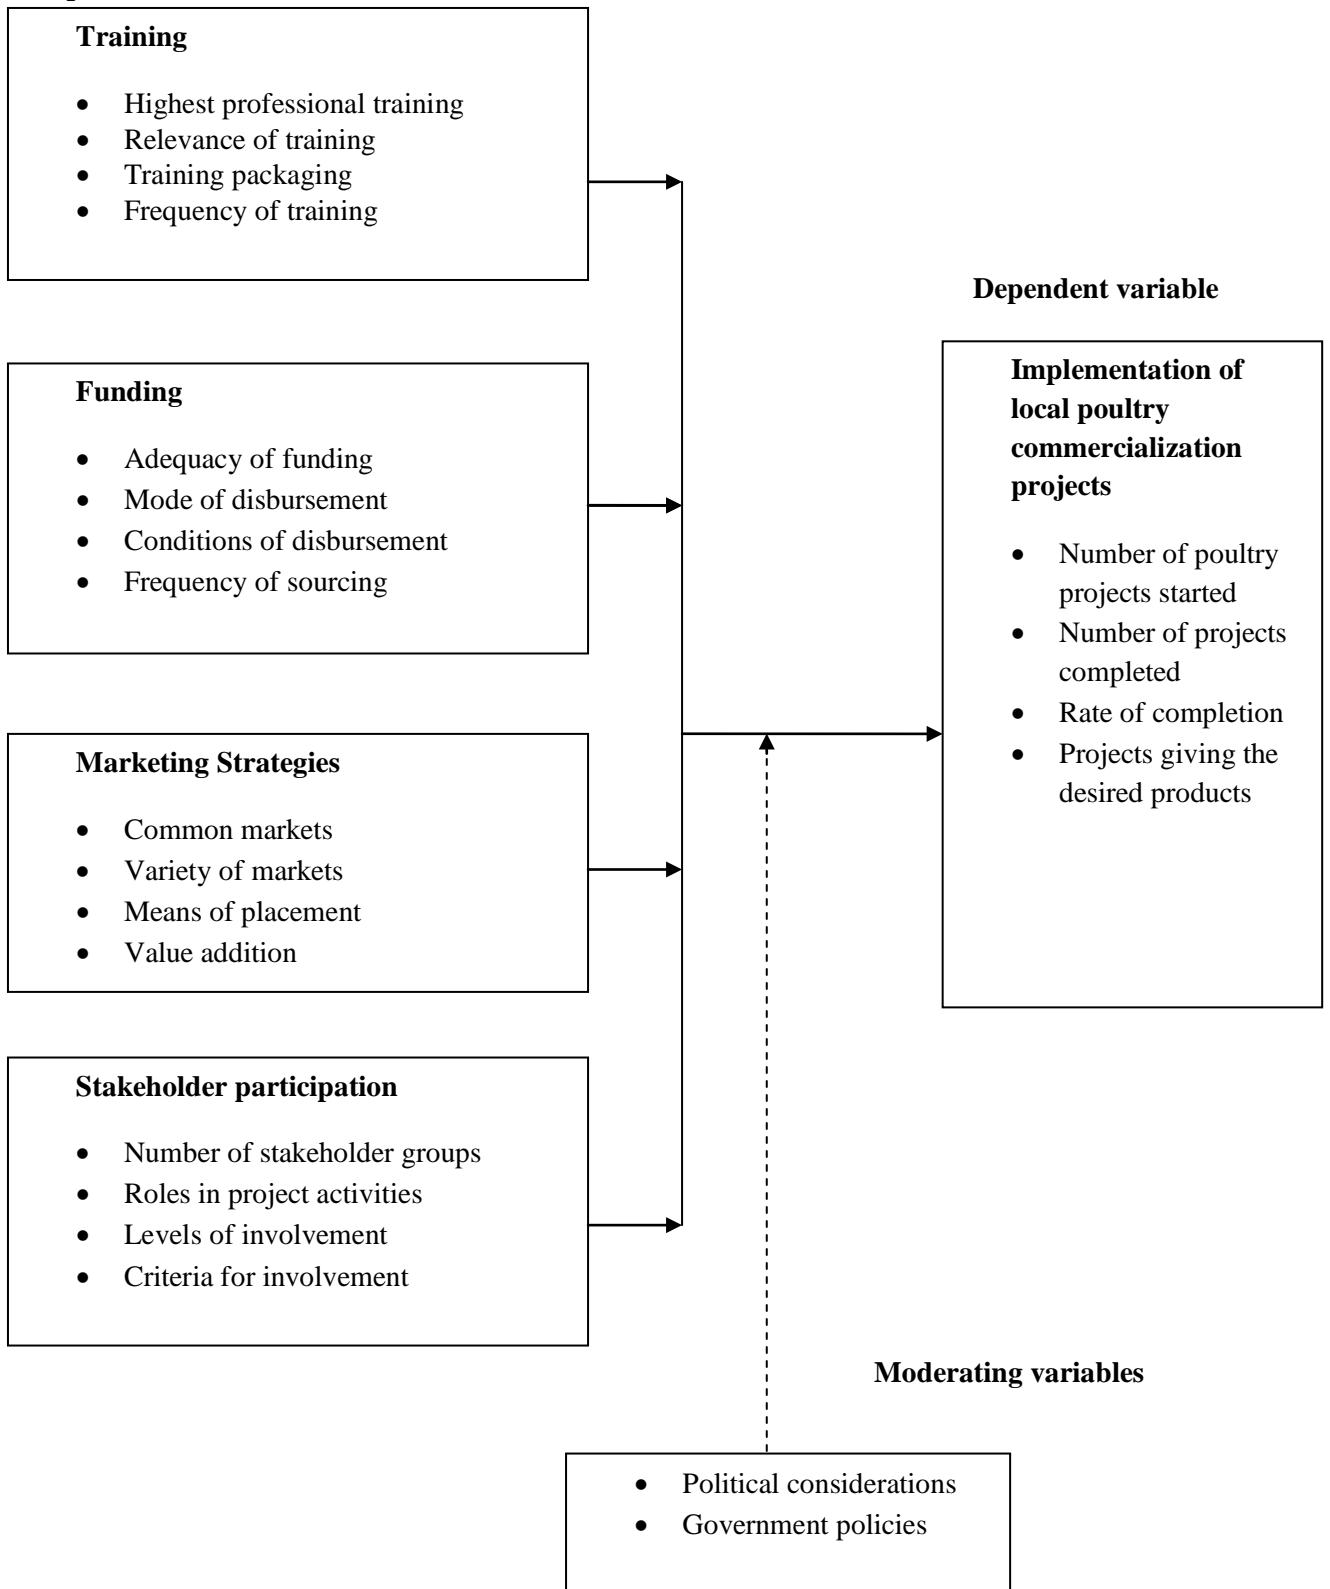 Training
• Highest professional training
• Relevance of training
• Training packaging
• Frequency of training
Dependent variable
Funding
• Adequacy of funding
• Mode of disbursement
• Conditions of disbursement
• Frequency of sourcing
Implementation of
local poultry
commercialization
projects
• Number of poultry
projects started
• Number of projects
completed
• Rate of completion
• Projects giving the
desired products
Marketing Strategies
• Common markets
• Variety of markets
• Means of placement
• Value addition
Stakeholder participation
• Number of stakeholder groups
• Roles in project activities
• Levels of involvement
• Criteria for involvement
Moderating variables
• Political considerations
• Government policies